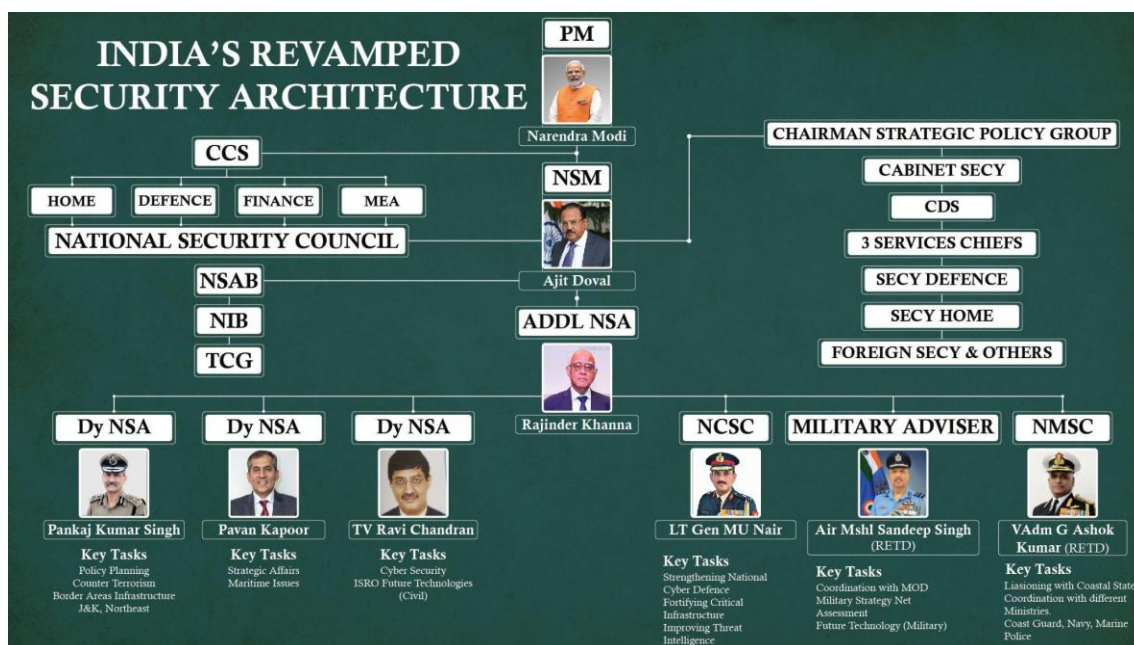 INDIA'S REVAMPED
SECURITY ARCHITECTURE
PM
Narendra Modi
CCS
HOME
DEFENCE
FINANCE
MEA
NATIONAL SECURITY COUNCIL
NSM
Ajit Doval
CHAIRMAN STRATEGIC POLICY GROUP
CABINET SECY
CDS
3 SERVICES CHIEFS
SECY DEFENCE
SECY HOME
FOREIGN SECY & OTHERS
NSAB
NIB
TCG
ADDL NSA
Rajinder Khanna
Dy NSA
Pankaj Kumar Singh
Key Tasks
Policy Planning
Counter Terrorism
Border Areas Infrastructure
J&K, Northeast
Dy NSA
Pavan Kapoor
Key Tasks
Strategic Affairs
Maritime Issues
Dy NSA
TV Ravi Chandran
Key Tasks
Cyber Security
ISRO Future Technologies
(Civil)
NCSC
LT Gen MU Nair
Key Tasks
Strengthening National
Cyber Defence
Fortifying Critical
Infrastructure
Improving Threat
Intelligence
MILITARY ADVISER
Air Mshl Sandeep Singh
(RETD)
Key Tasks
Coordination with MOD
Military Strategy Net
Assessment
Future Technology (Military)
NMSC
VAdm G Ashok
Kumar (RETD)
Key Tasks
Liasioning with Coastal State
Coordination with different
Ministries.
Coast Guard, Navy, Marine
Police